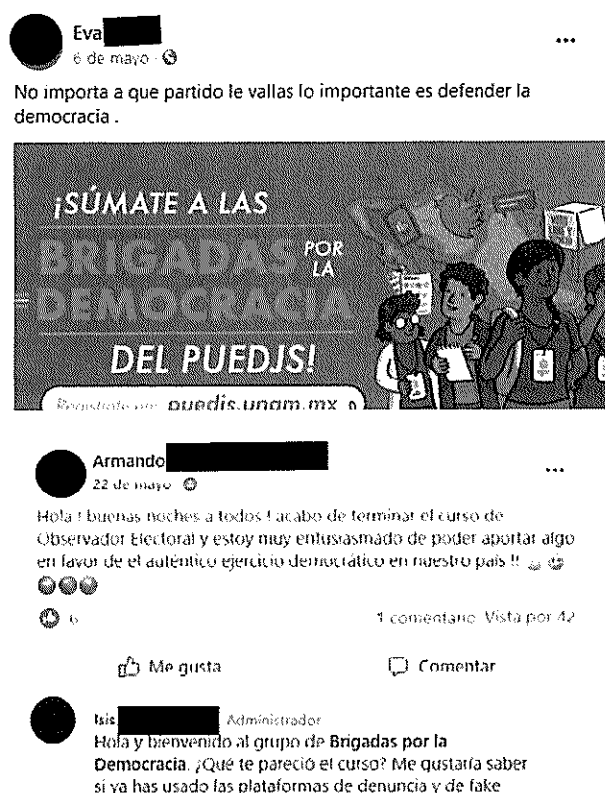 Eva
6 de mayo
No importa a que partido le vallas lo importante es defender la
democracia .
¡SÚMATE A LAS
BRIGADAS POR
LA
DEMOCRACIA
DEL PUEDJS!
Regístrate en: puedjs.unam.mx
Armando
22 de mayo
Hola ! buenas noches a todos ! acabo de terminar el curso de
Observador Electoral y estoy muy entusiasmado de poder aportar algo
en favor de el auténtico ejercicio democrático en nuestro país !!
6
1 comentario Vista por 42
Me gusta
Comentar
Isis
Administrador
Hola y bienvenido al grupo de Brigadas por la
Democracia. ¿Qué te pareció el curso? Me gustaría saber
si ya has usado las plataformas de denuncia y de fake